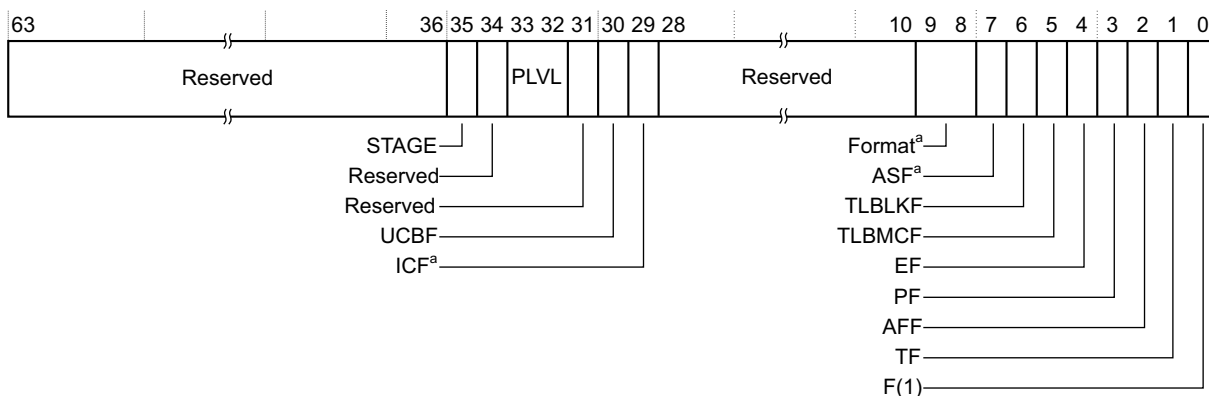 63 36 35 34 33 32 31 30 29 28 10 9 8 7 6 5 4 3 2 1 0
Reserved PLVL Reserved
STAGE Formatᵃ
Reserved ASFᵃ
Reserved TLBLKF
UCBF TLBMCF
ICFᵃ EF
PF
AFF
TF
F(1)